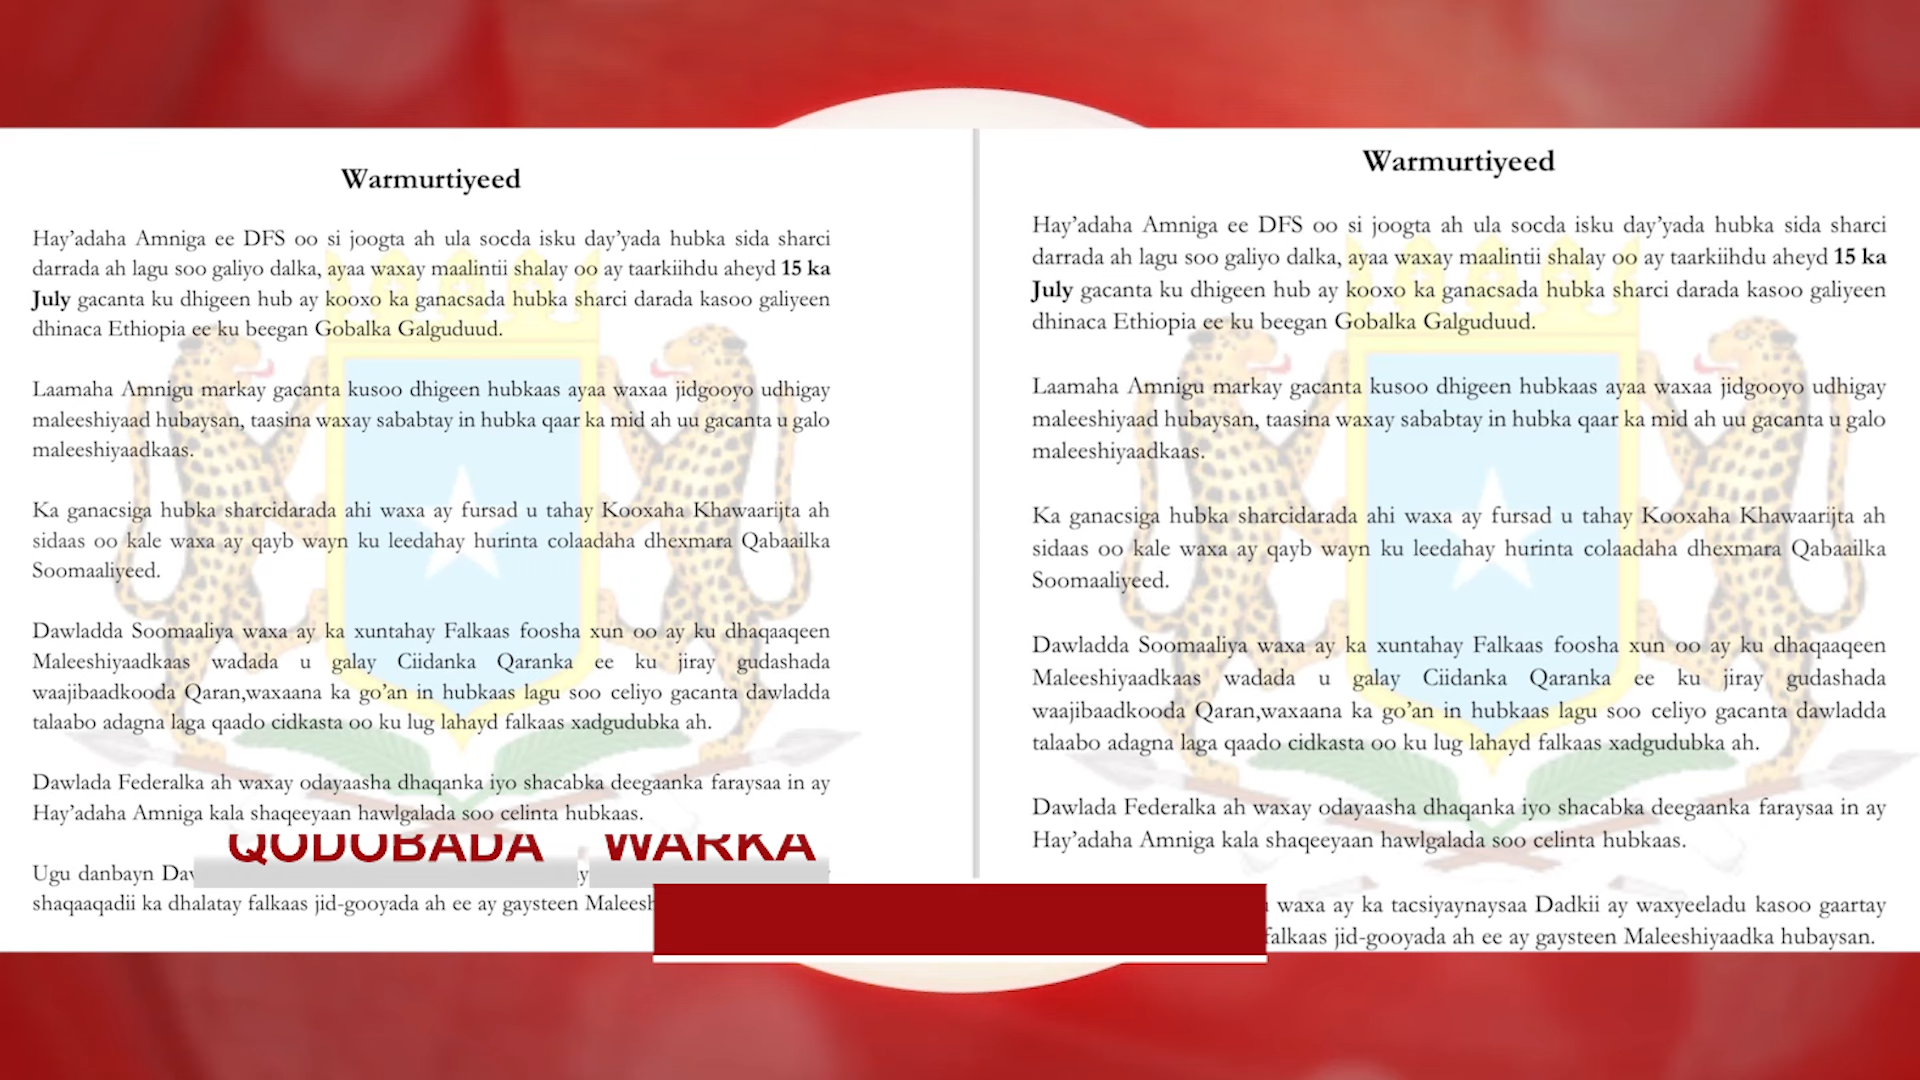 Warmurtiyeed
Hay’adaha Amniga ee DFS oo si joogta ah ula socda isku day’yada hubka sida sharci
darrada ah lagu soo galiyo dalka, ayaa waxay maalintii shalay oo ay taarkiihdu aheyd 15 ka
July gacanta ku dhigeen hub ay kooxo ka ganacsada hubka sharci darada kasoo galiyeen
dhinaca Ethiopia ee ku beegan Gobalka Galguduud.
Laamaha Amnigu markay gacanta kusoo dhigeen hubkaas ayaa waxaa jidgooyo udhigay
maleeshiyaad hubaysan, taasina waxay sababtay in hubka qaar ka mid ah uu gacanta u galo
maleeshiyaadkaas.
Ka ganacsiga hubka sharcidarada ahi waxa ay fursad u tahay Kooxaha Khawaarijta ah
sidaas oo kale waxa ay qayb wayn ku leedahay hurinta colaadaha dhexmara Qabaailka
Soomaaliyeed.
Dawladda Soomaaliya waxa ay ka xuntahay Falkaas foosha xun oo ay ku dhaqaaqeen
Maleeshiyaadkaas wadada u galay Ciidanka Qaranka ee ku jiray gudashada
waajibaadkooda Qaran,waxaana ka go’an in hubkaas lagu soo celiyo gacanta dawladda
talaabo adagna laga qaado cidkasta oo ku lug lahayd falkaas xadgudubka ah.
Dawlada Federalka ah waxay odayaasha dhaqanka iyo shacabka deegaanka faraysaa in ay
Hay’adaha Amniga kala shaqeeyaan hawlgalada soo celinta hubkaas.
QODOBADA WARKA
Ugu danbayn
shaqaaqadii ka dhalatay falkaas jid-gooyada ah ee ay gaysteen
Warmurtiyeed
Hay’adaha Amniga ee DFS oo si joogta ah ula socda isku day’yada hubka sida sharci
darrada ah lagu soo galiyo dalka, ayaa waxay maalintii shalay oo ay taarkiihdu aheyd 15 ka
July gacanta ku dhigeen hub ay kooxo ka ganacsada hubka sharci darada kasoo galiyeen
dhinaca Ethiopia ee ku beegan Gobalka Galguduud.
Laamaha Amnigu markay gacanta kusoo dhigeen hubkaas ayaa waxaa jidgooyo udhigay
maleeshiyaad hubaysan, taasina waxay sababtay in hubka qaar ka mid ah uu gacanta u galo
maleeshiyaadkaas.
Ka ganacsiga hubka sharcidarada ahi waxa ay fursad u tahay Kooxaha Khawaarijta ah
sidaas oo kale waxa ay qayb wayn ku leedahay hurinta colaadaha dhexmara Qabaailka
Soomaaliyeed.
Dawladda Soomaaliya waxa ay ka xuntahay Falkaas foosha xun oo ay ku dhaqaaqeen
Maleeshiyaadkaas wadada u galay Ciidanka Qaranka ee ku jiray gudashada
waajibaadkooda Qaran,waxaana ka go’an in hubkaas lagu soo celiyo gacanta dawladda
talaabo adagna laga qaado cidkasta oo ku lug lahayd falkaas xadgudubka ah.
Dawlada Federalka ah waxay odayaasha dhaqanka iyo shacabka deegaanka faraysaa in ay
Hay’adaha Amniga kala shaqeeyaan hawlgalada soo celinta hubkaas.
waxa ay ka tacsiyaynaysaa Dadkii ay waxyeeladu kasoo gaartay
falkaas jid-gooyada ah ee ay gaysteen Maleeshiyaadka hubaysan.